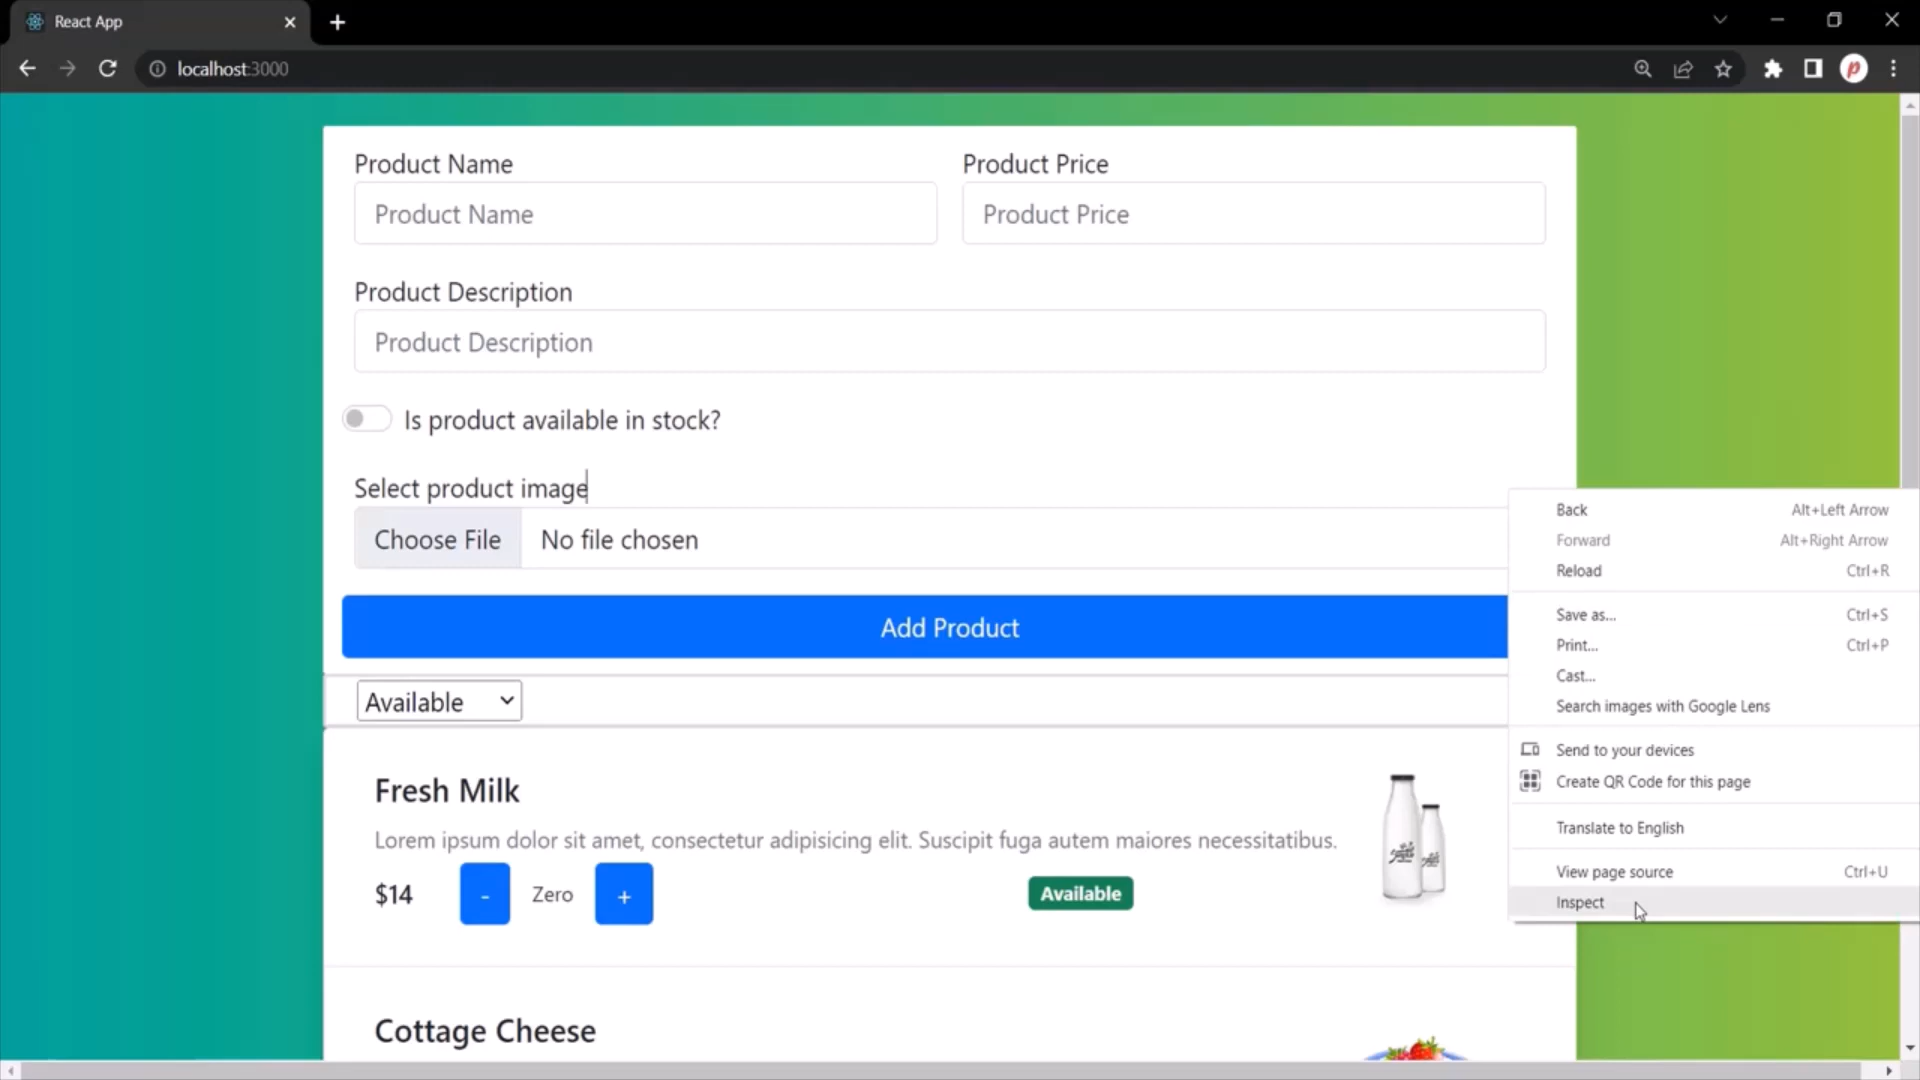 React App
localhost:3000
Product Name
Product Price
Product Name
Product Price
Product Description
Product Description
Is product available in stock?
Select product image
Choose File
No file chosen
Add Product
Available
Fresh Milk
Lorem ipsum dolor sit amet, consectetur adipisicing elit. Suscipit fuga autem maiores necessitatibus.
$14
-
Zero
+
Available
Cottage Cheese
Back Alt+Left Arrow
Forward Alt+Right Arrow
Reload Ctrl+R
Save as... Ctrl+S
Print... Ctrl+P
Cast...
Search images with Google Lens
Send to your devices
Create QR Code for this page
Translate to English
View page source Ctrl+U
Inspect